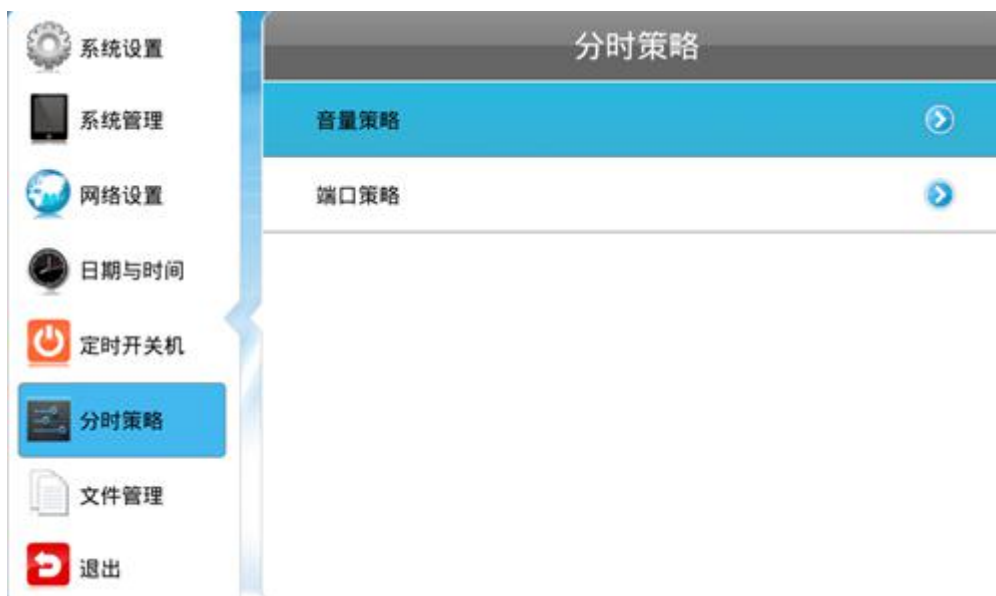 系统设置
系统管理
网络设置
日期与时间
定时开关机
分时策略
文件管理
退出
分时策略
音量策略
端口策略